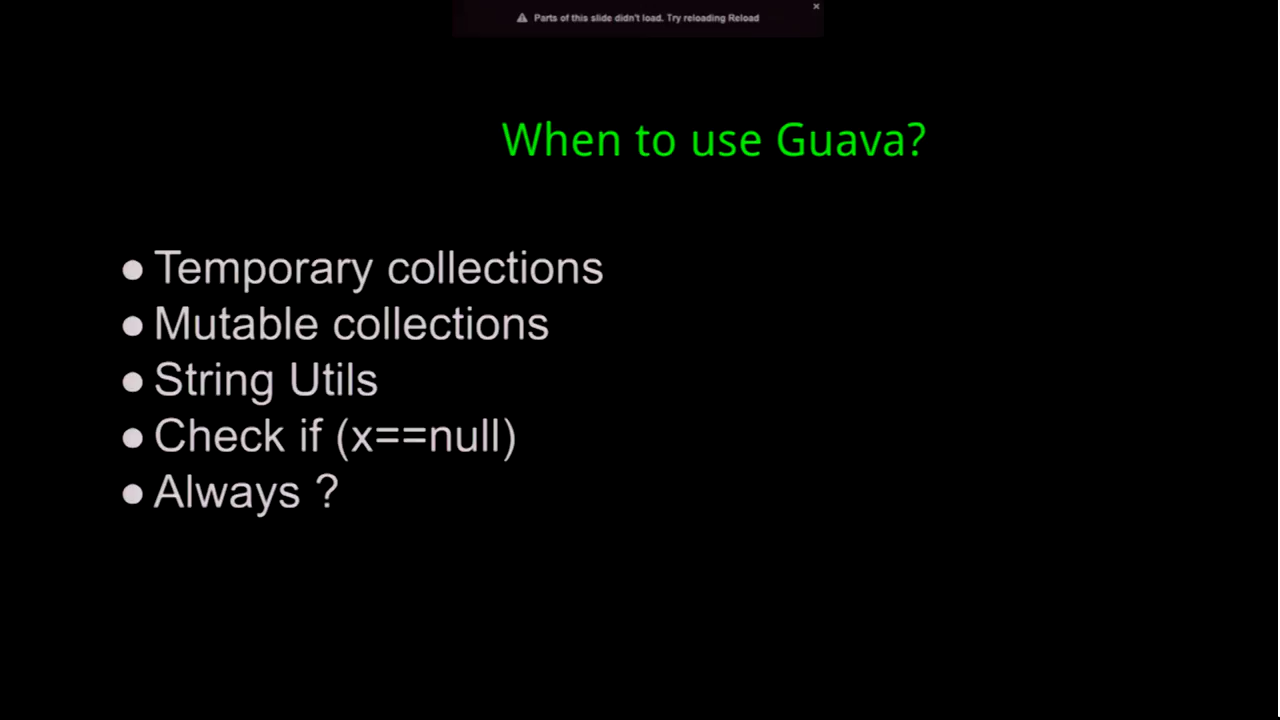 Parts of this slide didn't load. Try reloading Reload
When to use Guava?
● Temporary collections
● Mutable collections
● String Utils
● Check if (x==null)
● Always ?